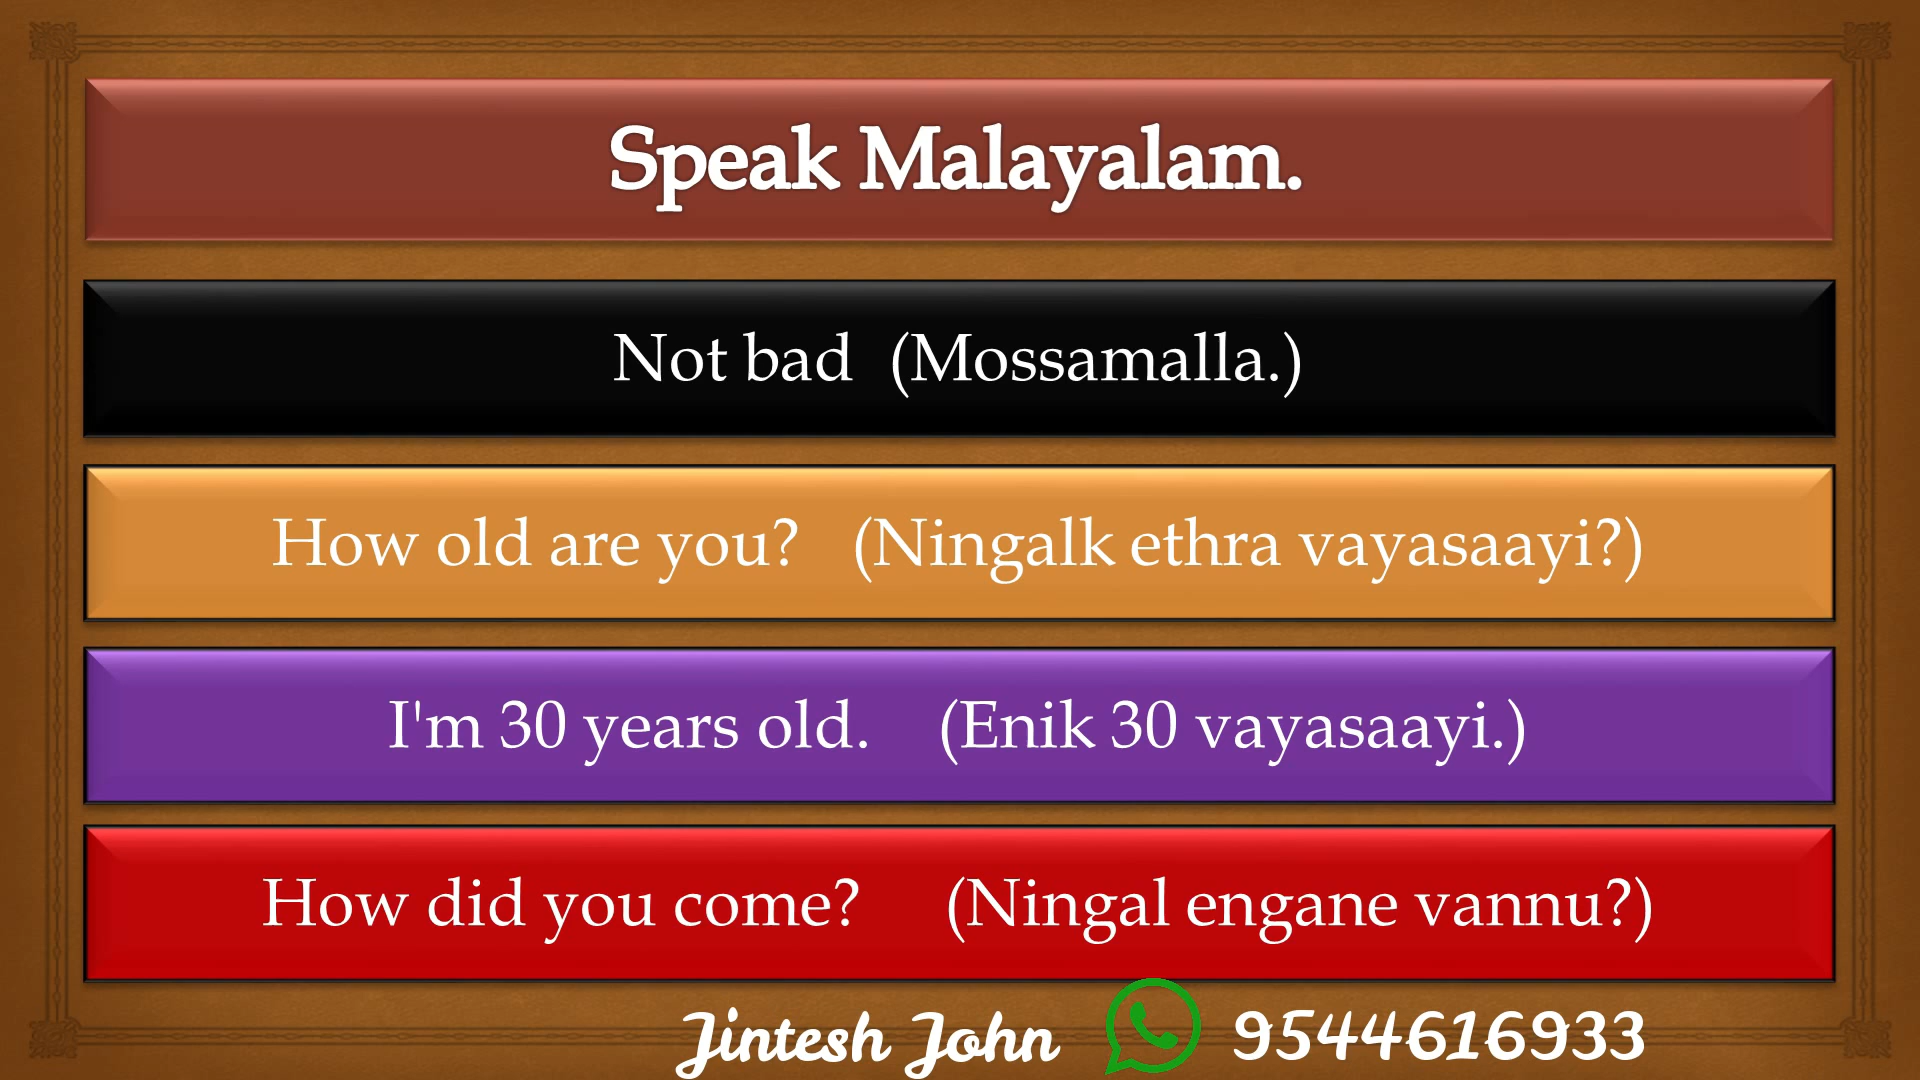 Speak Malayalam.
Not bad (Mossamalla.)
How old are you? (Ningalk ethra vayasaayi?)
I'm 30 years old. (Enik 30 vayasaayi.)
How did you come? (Ningal engane vannu?)
Jintesh John 9544616933